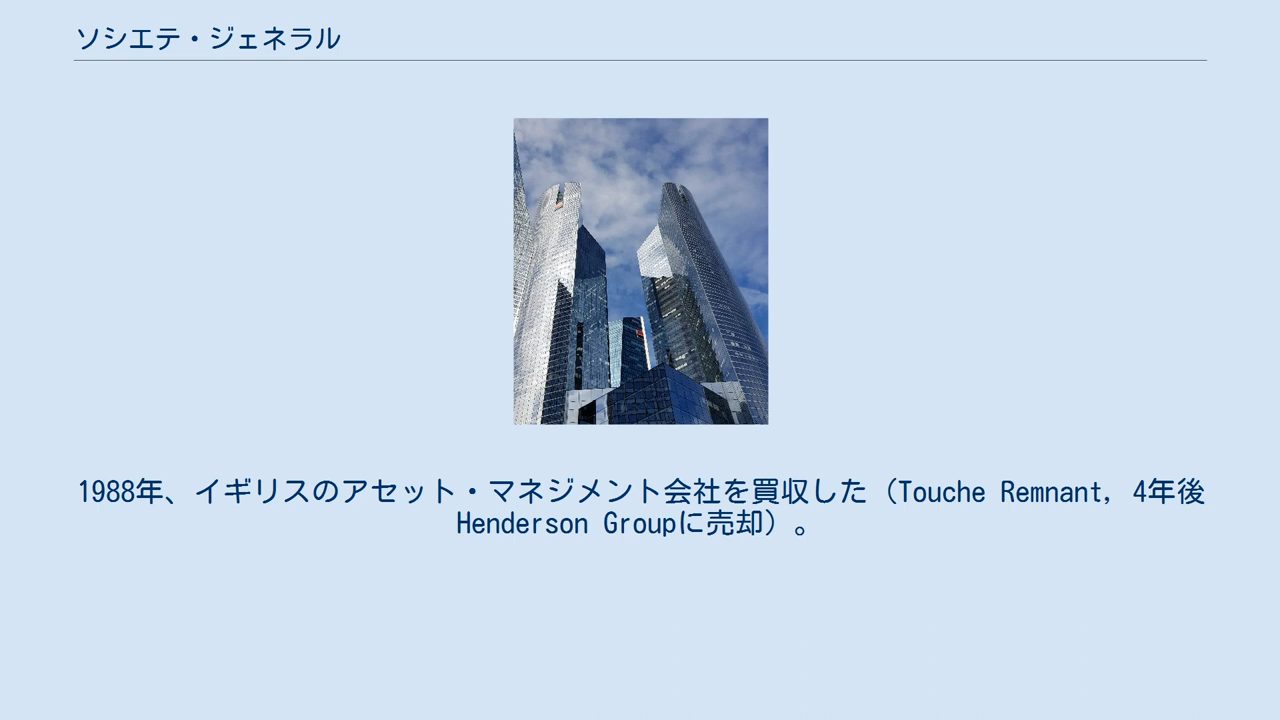 ソシエテ・ジェネラル
1988年、イギリスのアセット・マネジメント会社を買収した（Touche Remnant, 4年後
Henderson Groupに売却）。